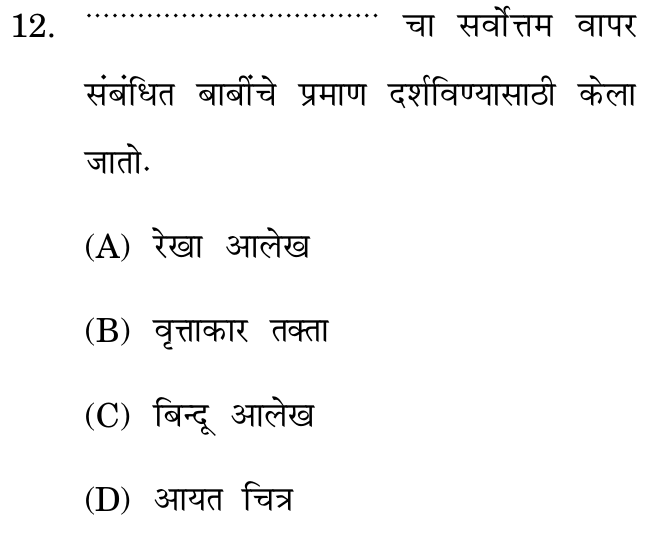 12. .................................. चा सर्वोत्तम वापर
संबंधित बाबींचे प्रमाण दर्शविण्यासाठी केला
जातो.
(A) रेखा आलेख
(B) वृत्ताकार तक्ता
(C) बिन्दू आलेख
(D) आयत चित्र